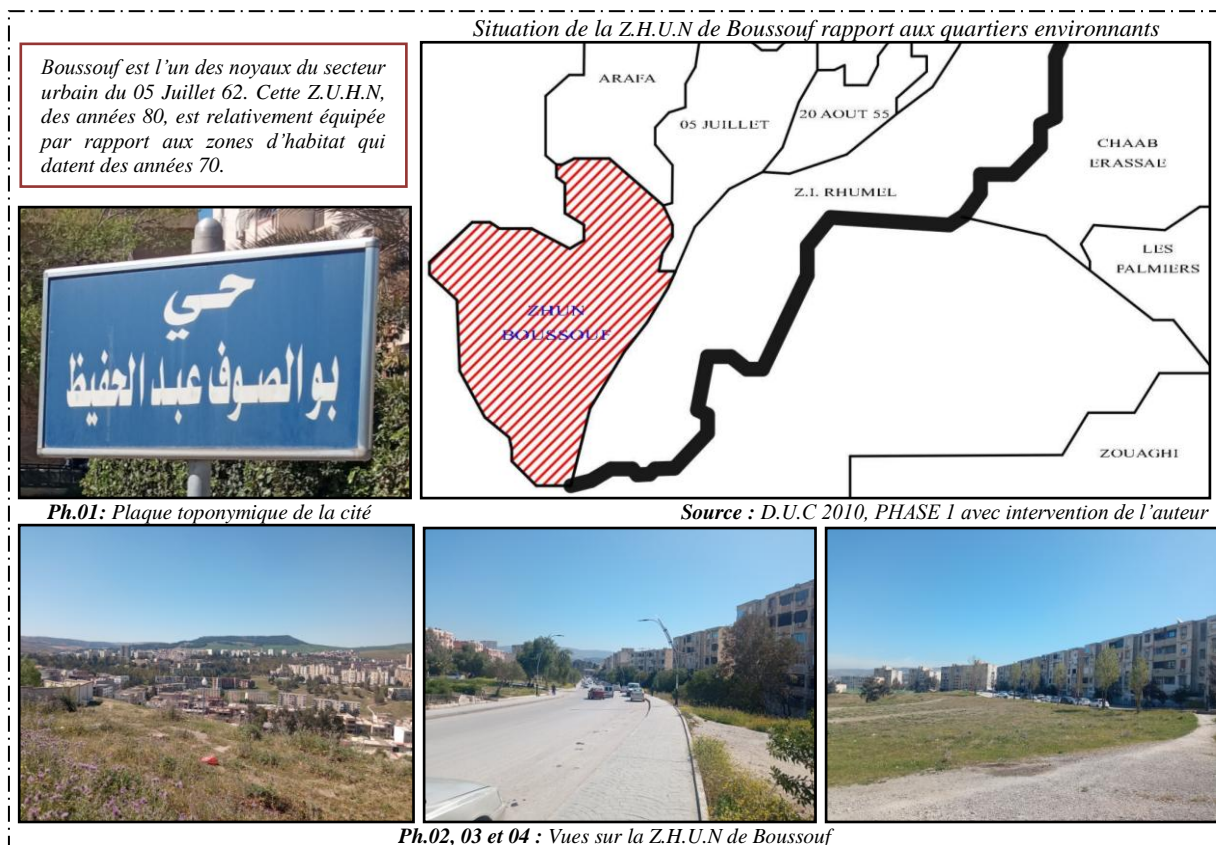 Situation de la Z.H.U.N de Boussouf rapport aux quartiers environnants
Boussouf est l’un des noyaux du secteur
urbain du 05 Juillet 62. Cette Z.U.H.N,
des années 80, est relativement équipée
par rapport aux zones d’habitat qui
datent des années 70.
ARAFA
05 JUILLET
20 AOUT 55
CHAAB
ERASSAE
Z.I. RHUMEL
LES
PALMIERS
ZHUN
BOUSSOUF
ZOUAGHI
حي
بو الصوف عبد الحفيظ
Ph.01: Plaque toponymique de la cité
Source : D.U.C 2010, PHASE 1 avec intervention de l’auteur
Ph.02, 03 et 04 : Vues sur la Z.H.U.N de Boussouf